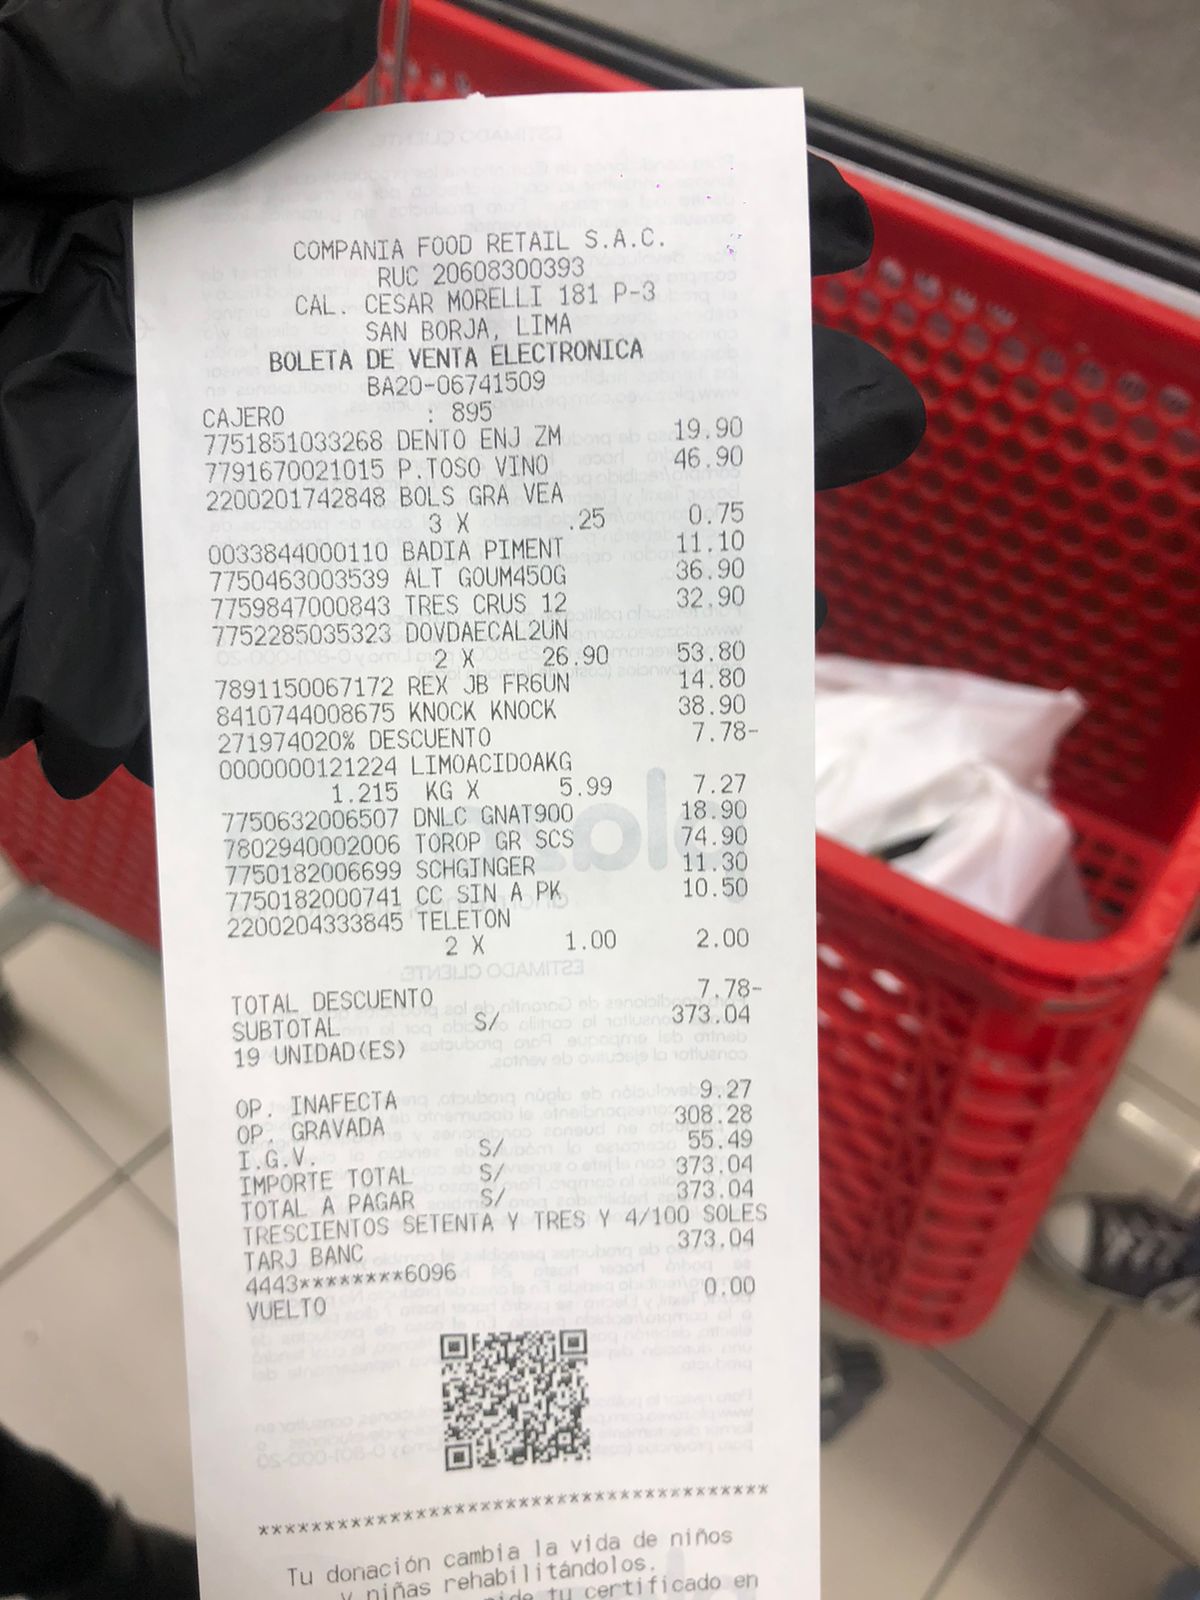 COMPANIA FOOD RETAIL S.A.C.
RUC 20608300393
CAL. CESAR MORELLI 181 P-3
SAN BORJA, LIMA
BOLETA DE VENTA ELECTRONICA
BA20-06741509
CAJERO : 895
7751851033268 DENTO ENJ ZM 19.90
7791670021015 P.TOSO VINO 46.90
2200201742848 BOLS GRA VEA
3 X .25 0.75
0033844000110 BADIA PIMENT 11.10
7750463003539 ALT GOUM450G 36.90
7759847000843 TRES CRUS 12 32.90
7752285035323 DOVDAECAL2UN
2 X 26.90 53.80
7891150067172 REX JB FR6UN 14.80
8410744008675 KNOCK KNOCK 38.90
271974020% DESCUENTO 7.78-
0000000121224 LIMOACIDOAKG
1.215 KG X 5.99 7.27
7750632006507 DNLC GNAT900 18.90
7802940002006 TOROP GR SCS 74.90
7750182006699 SCHGINGER 11.30
7750182000741 CC SIN A PK 10.50
2200204333845 TELETON
2 X 1.00 2.00
TOTAL DESCUENTO 7.78-
SUBTOTAL S/ 373.04
19 UNIDAD(ES)
OP. INAFECTA 9.27
OP. GRAVADA 308.28
I.G.V. S/ 55.49
IMPORTE TOTAL S/ 373.04
TOTAL A PAGAR S/ 373.04
TRESCIENTOS SETENTA Y TRES Y 4/100 SOLES
TARJ BANC 373.04
4443********6096
VUELTO 0.00
***************************************
Tu donación cambia la vida de niños
y niñas rehabilitándolos.
tu certificado en